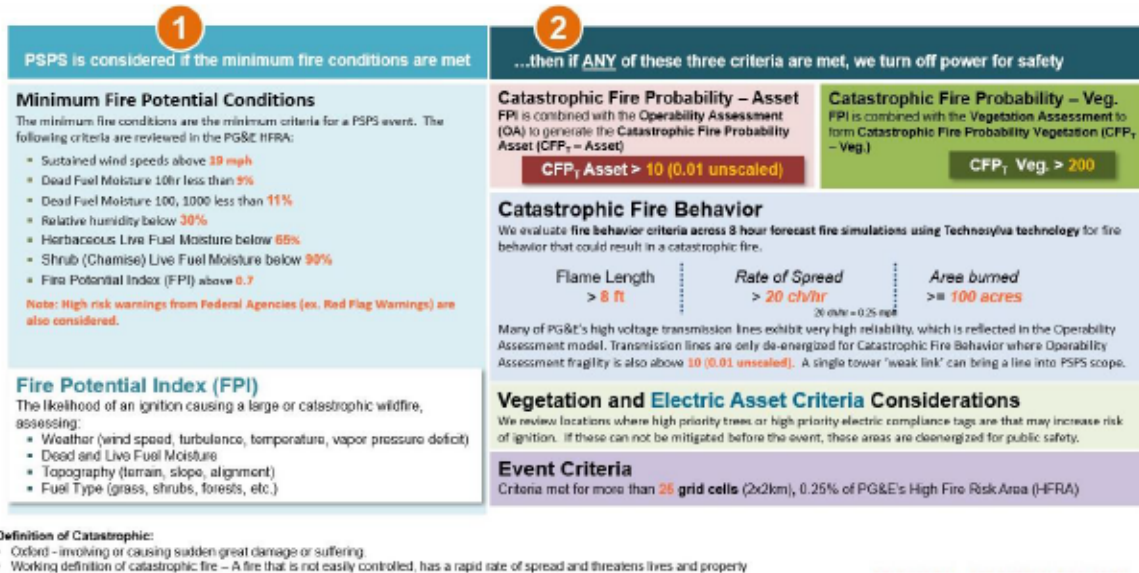 1
PSPS is considered if the minimum fire conditions are met
Minimum Fire Potential Conditions
The minimum fire conditions are the minimum criteria for a PSPS event. The
following criteria are reviewed in the PG&E HFRA:
Sustained wind speeds above 19 mph
Dead Fuel Moisture 10hr less than 9%
Dead Fuel Moisture 100, 1000 less than 11%
Relative humidity below 30%
Herbaceous Live Fuel Moisture below 65%
Shrub (Chamise) Live Fuel Moisture below 90%
Fire Potential Index (FPI) above 0.7
Note: High risk warnings from Federal Agencies (ex. Red Flag Warnings) are
also considered.
Fire Potential Index (FPI)
The likelihood of an ignition causing a large or catastrophic wildfire,
assessing:
Weather (wind speed, turbulence, temperature, vapor pressure deficit)
Dead and Live Fuel Moisture
Topography (terrain, slope, alignment)
Fuel Type (grass, shrubs, forests, etc.)
2
...then if ANY of these three criteria are met, we turn off power for safety
Catastrophic Fire Probability – Asset
FPI is combined with the Operability Assessment
(OA) to generate the Catastrophic Fire Probability
Asset (CFPT – Asset)
CFPT Asset > 10 (0.01 unscaled)
Catastrophic Fire Probability – Veg.
FPI is combined with the Vegetation Assessment to
form Catastrophic Fire Probability Vegetation (CFPT
– Veg.)
CFPT Veg. > 200
Catastrophic Fire Behavior
We evaluate fire behavior criteria across 8 hour forecast fire simulations using Technosylva technology for fire
behavior that could result in a catastrophic fire.
Flame Length
> 8 ft
Rate of Spread
> 20 ch/hr
20 ch/hr = 0.25 mph
Area burned
>= 100 acres
Many of PG&E's high voltage transmission lines exhibit very high reliability, which is reflected in the Operability
Assessment model. Transmission lines are only de-energized for Catastrophic Fire Behavior where Operability
Assessment fragility is also above 10 (0.01 unscaled). A single tower 'weak link' can bring a line into PSPS scope.
Vegetation and Electric Asset Criteria Considerations
We review locations where high priority trees or high priority electric compliance tags are that may increase risk
of ignition. If these can not be mitigated before the event, these areas are deenergized for public safety.
Event Criteria
Criteria met for more than 25 grid cells (2x2km), 0.25% of PG&E's High Fire Risk Area (HFRA)
Definition of Catastrophic:
Oxford - involving or causing sudden great damage or suffering.
Working definition of catastrophic fire – A fire that is not easily controlled, has a rapid rate of spread and threatens lives and property